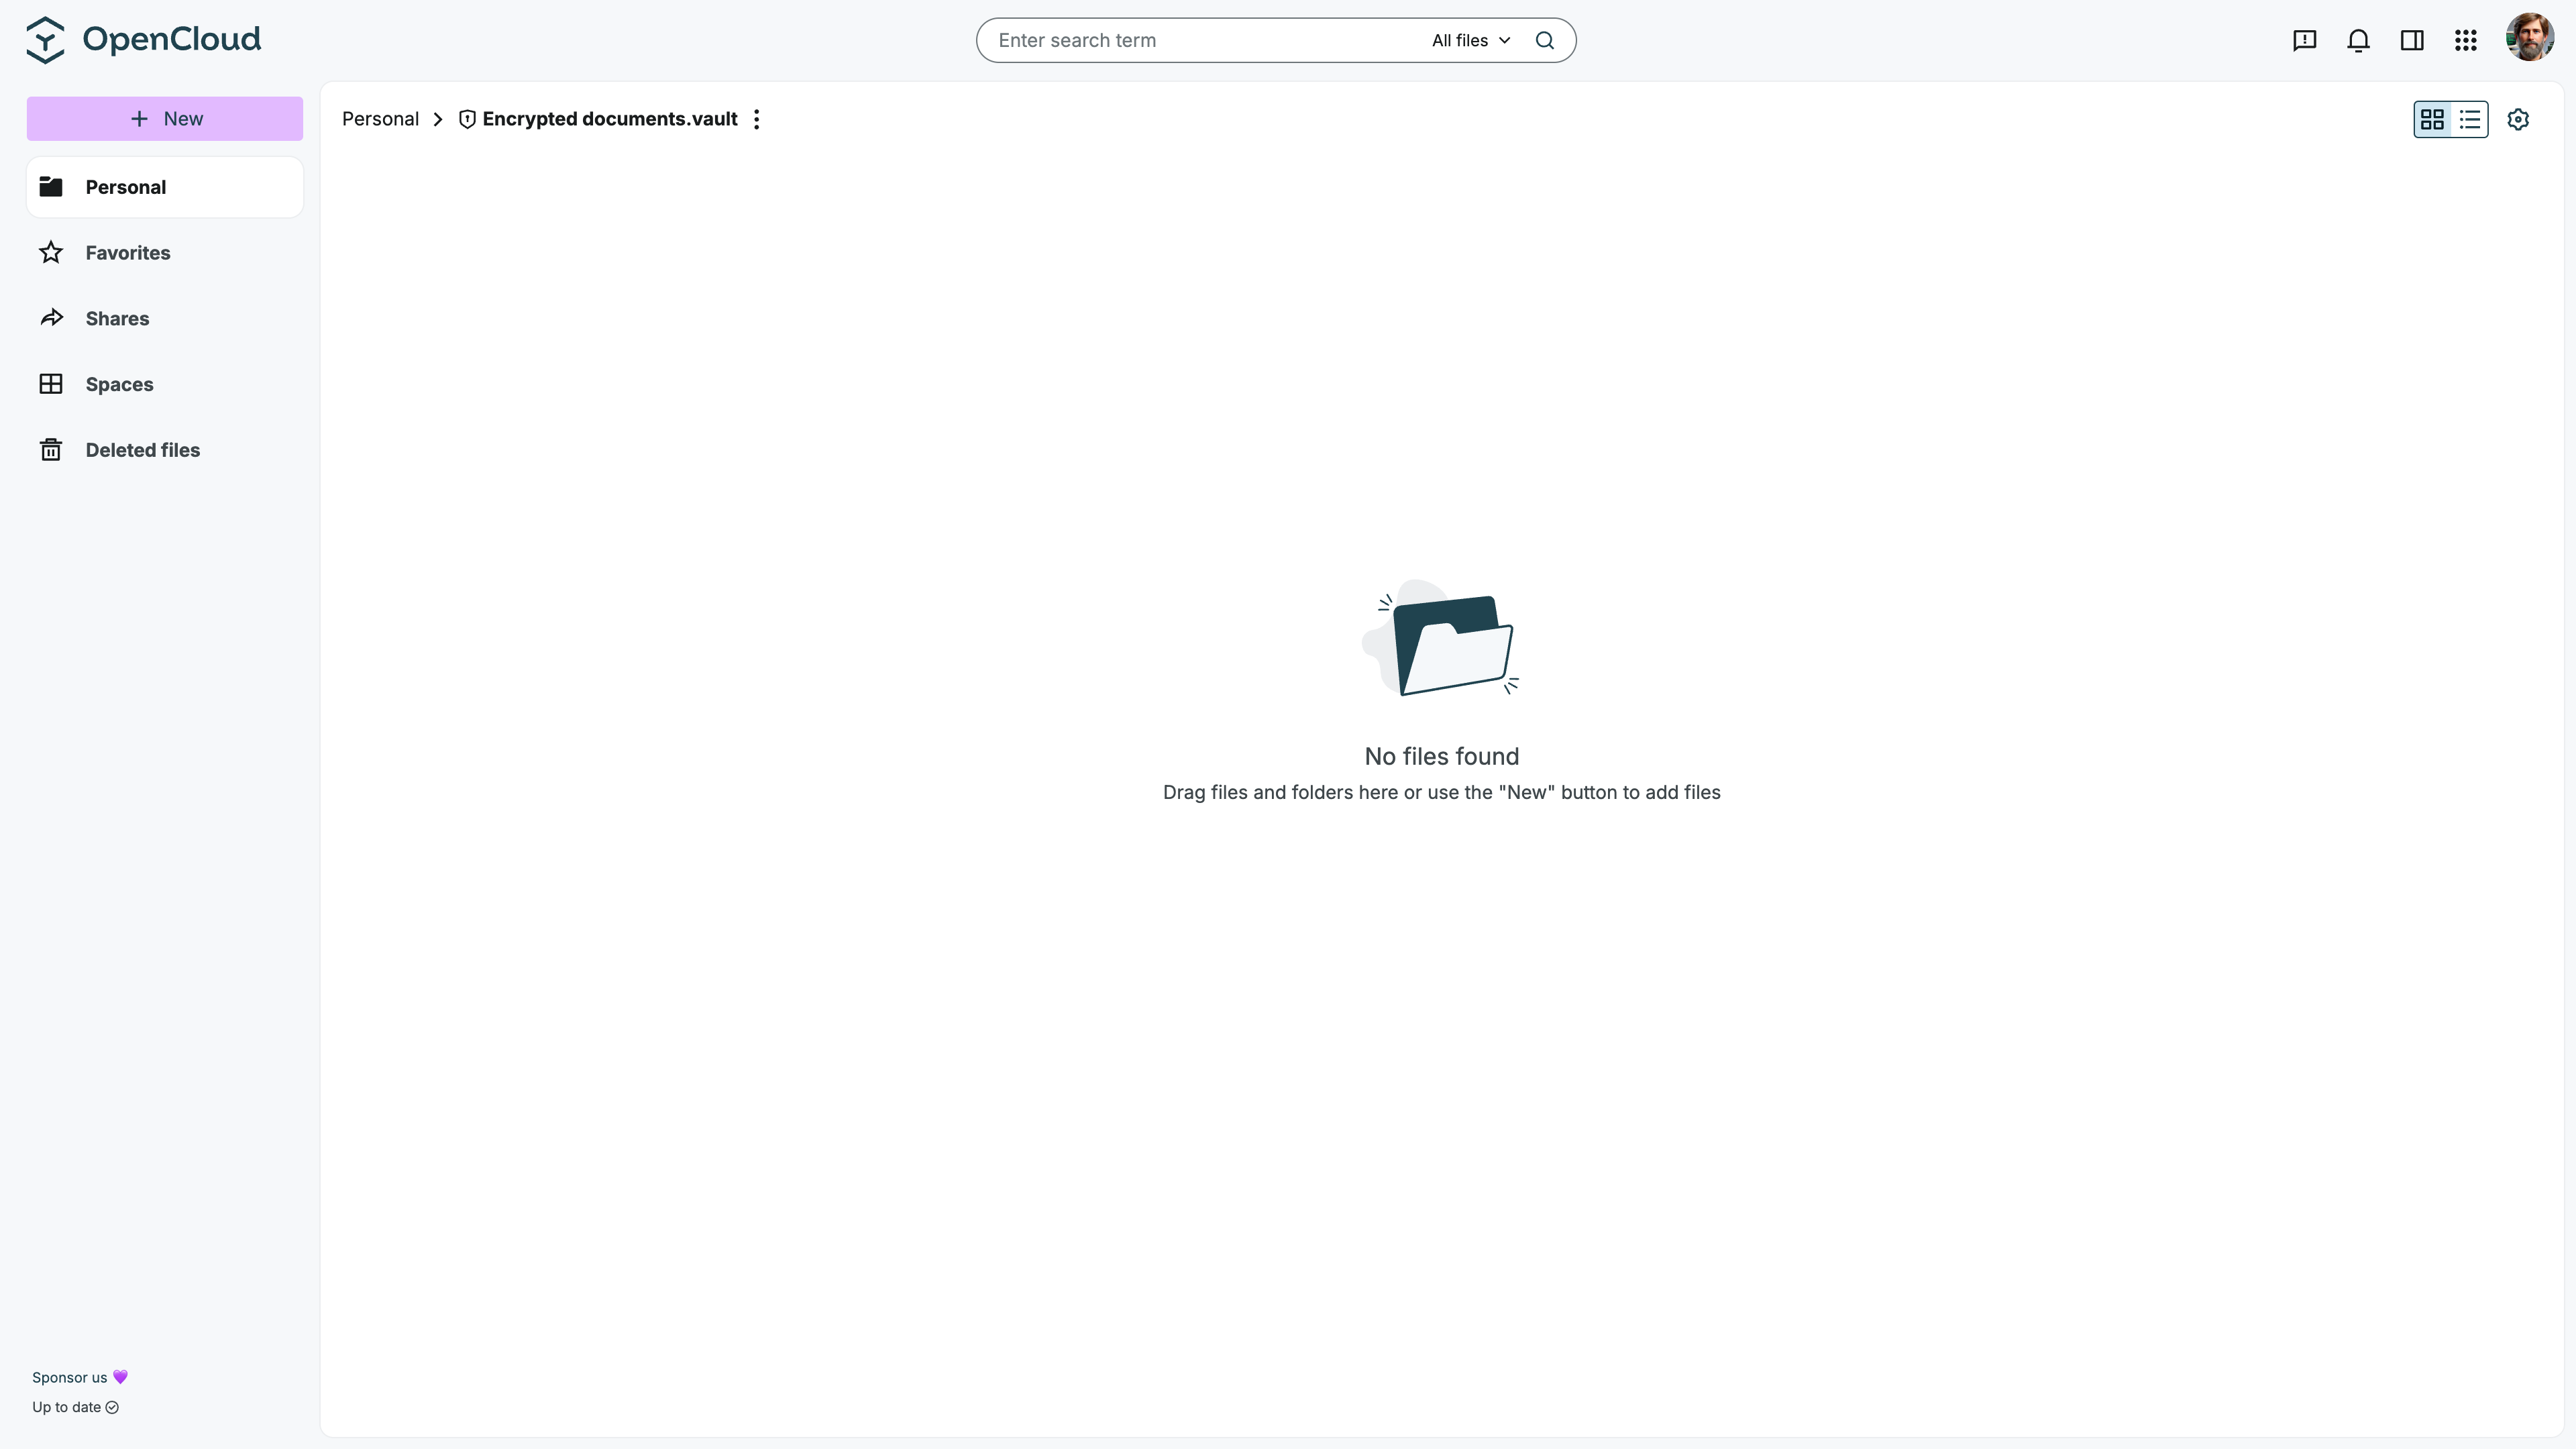 OpenCloud
Enter search term
All files
New
Personal
Favorites
Shares
Spaces
Deleted files
Personal
Encrypted documents.vault
No files found
Drag files and folders here or use the "New" button to add files
Sponsor us 💜
Up to date